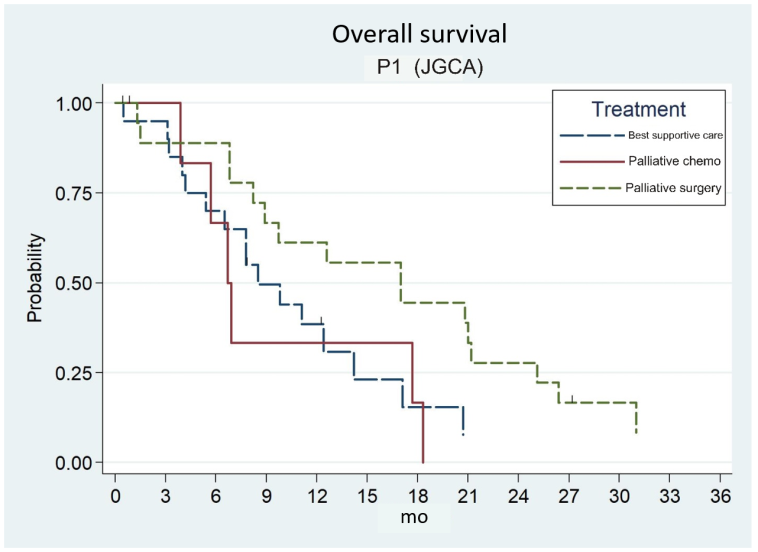 Overall survival
P1 (JGCA)
Treatment
Best supportive care
Palliative chemo
Palliative surgery
Probability
1.00
0.75
0.50
0.25
0.00
0 3 6 9 12 15 18 21 24 27 30 33 36
mo